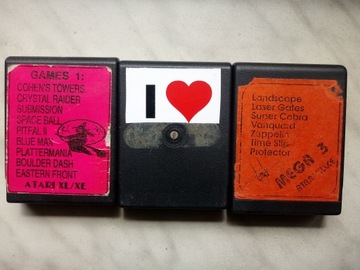 GAMES 1:
COHEN'S TOWERS
CRYSTAL RAIDER
SUBMISSION
SPACE BALL
PITFALL II
BLUE MAX
PLATTERMANIA
BOULDER DASH
EASTERN FRONT
ATARI XL/XE
I
Landscape
Laser Gates
Super Cobra
Vanguard
Zeppelin
Time Slip
Protector
MEGA 3